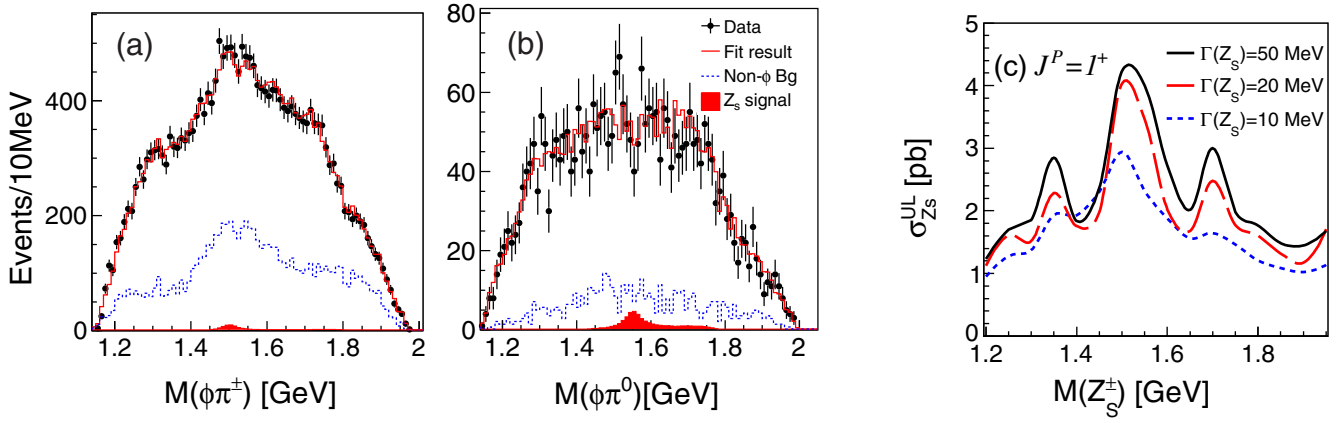 (a)
Events/10MeV
400
300
200
100
0
1.2 1.4 1.6 1.8 2
M(ϕπ±) [GeV]
(b)
Data
Fit result
Non-ϕ Bg
Zs signal
80
60
40
20
0
1.2 1.4 1.6 1.8 2
M(ϕπ0)[GeV]
(c) JP=1+
Γ(ZS)=50 MeV
Γ(ZS)=20 MeV
Γ(ZS)=10 MeV
σUL Zs [pb]
5
4
3
2
1
0
1.2 1.4 1.6 1.8
M(Z±S) [GeV]